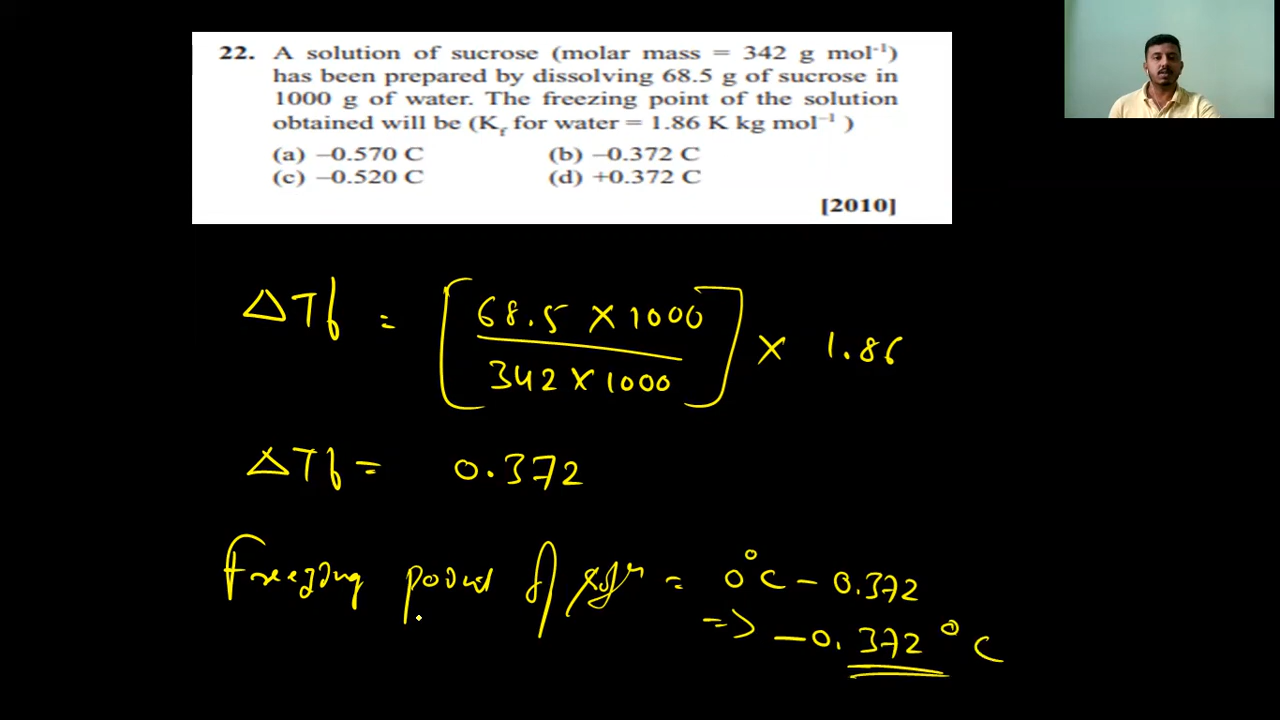 22. A solution of sucrose (molar mass = 342 g mol⁻¹)
has been prepared by dissolving 68.5 g of sucrose in
1000 g of water. The freezing point of the solution
obtained will be (K_f for water = 1.86 K kg mol⁻¹ )
(a) –0.570 C (b) –0.372 C
(c) –0.520 C (d) +0.372 C
[2010]
ΔTf = [68.5 × 1000 / 342 × 1000] × 1.86
ΔTf = 0.372
Freezing point of = 0°C – 0.372
=> –0.372 °C